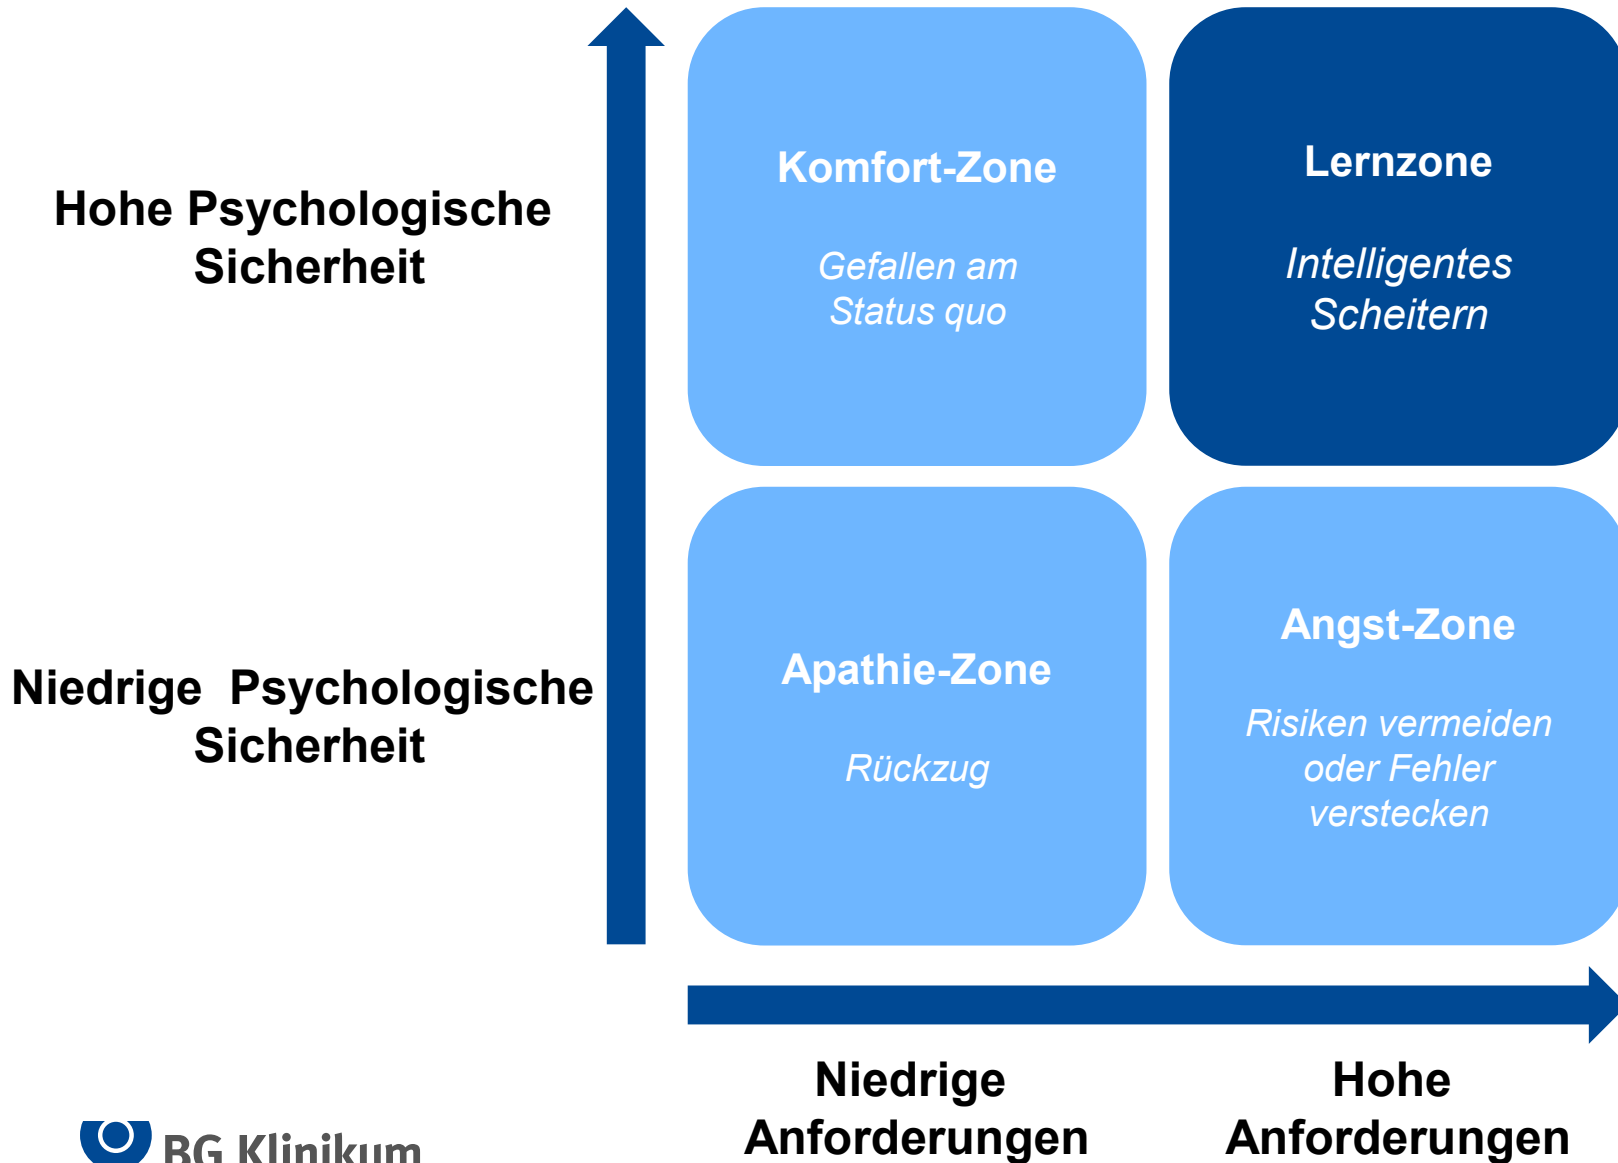 Hohe Psychologische
Sicherheit
Komfort-Zone
Gefallen am
Status quo
Lernzone
Intelligentes
Scheitern
Niedrige  Psychologische
Sicherheit
Apathie-Zone
Rückzug
Angst-Zone
Risiken vermeiden
oder Fehler
verstecken
Niedrige
Anforderungen
Hohe
Anforderungen
BG Klinikum